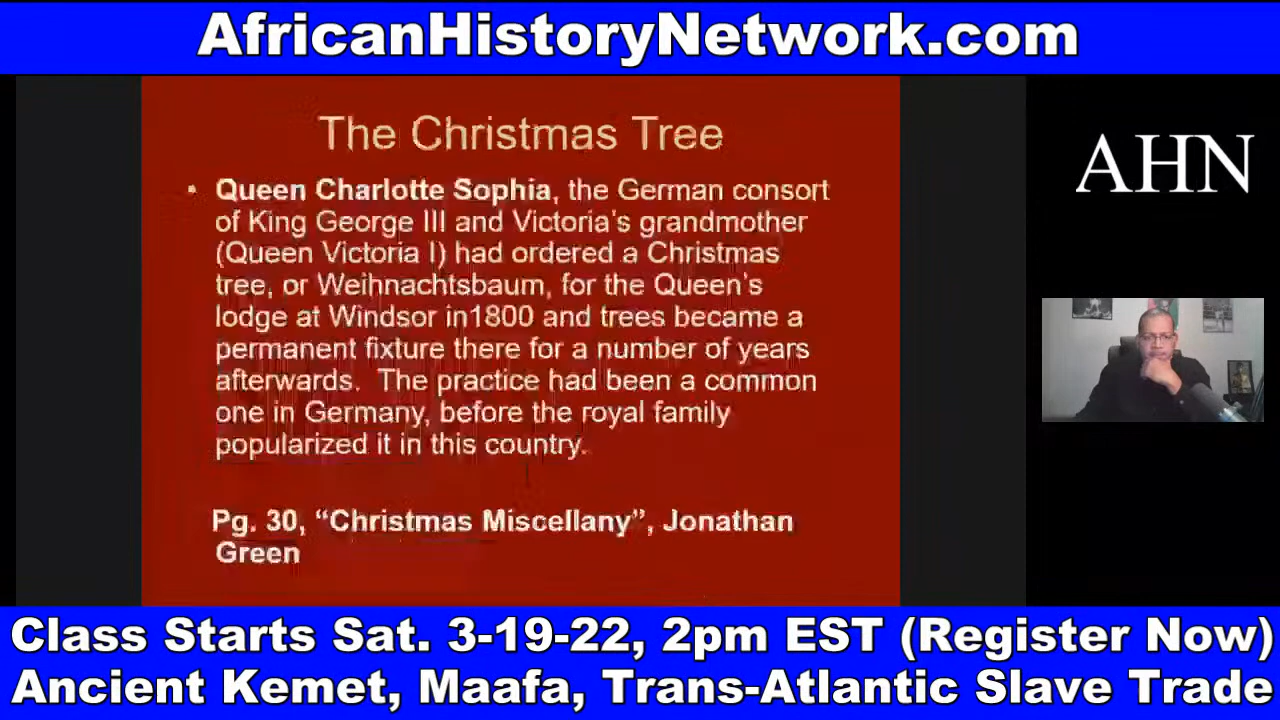 AfricanHistoryNetwork.com
The Christmas Tree
• Queen Charlotte Sophia, the German consort
of King George III and Victoria's grandmother
(Queen Victoria I) had ordered a Christmas
tree, or Weihnachtsbaum, for the Queen's
lodge at Windsor in1800 and trees became a
permanent fixture there for a number of years
afterwards. The practice had been a common
one in Germany, before the royal family
popularized it in this country.
Pg. 30, “Christmas Miscellany”, Jonathan
Green
AHN
Class Starts Sat. 3-19-22, 2pm EST (Register Now)
Ancient Kemet, Maafa, Trans-Atlantic Slave Trade